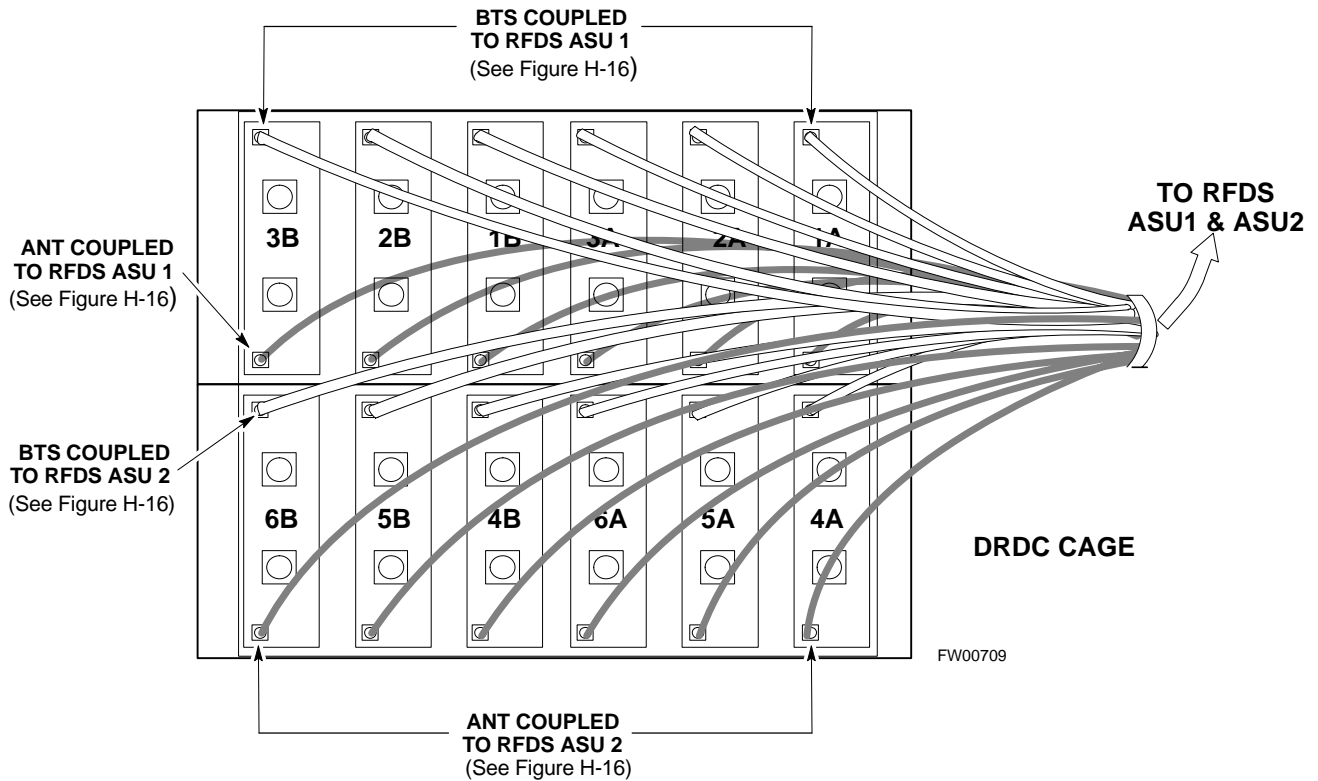 BTS COUPLED
TO RFDS ASU 1
(See Figure H-16)
TO RFDS
ASU1 & ASU2
3B 2B 1B 3A 2A 1A
ANT COUPLED
TO RFDS ASU 1
(See Figure H-16)
BTS COUPLED
TO RFDS ASU 2
(See Figure H-16)
6B 5B 4B 6A 5A 4A
DRDC CAGE
FW00709
ANT COUPLED
TO RFDS ASU 2
(See Figure H-16)